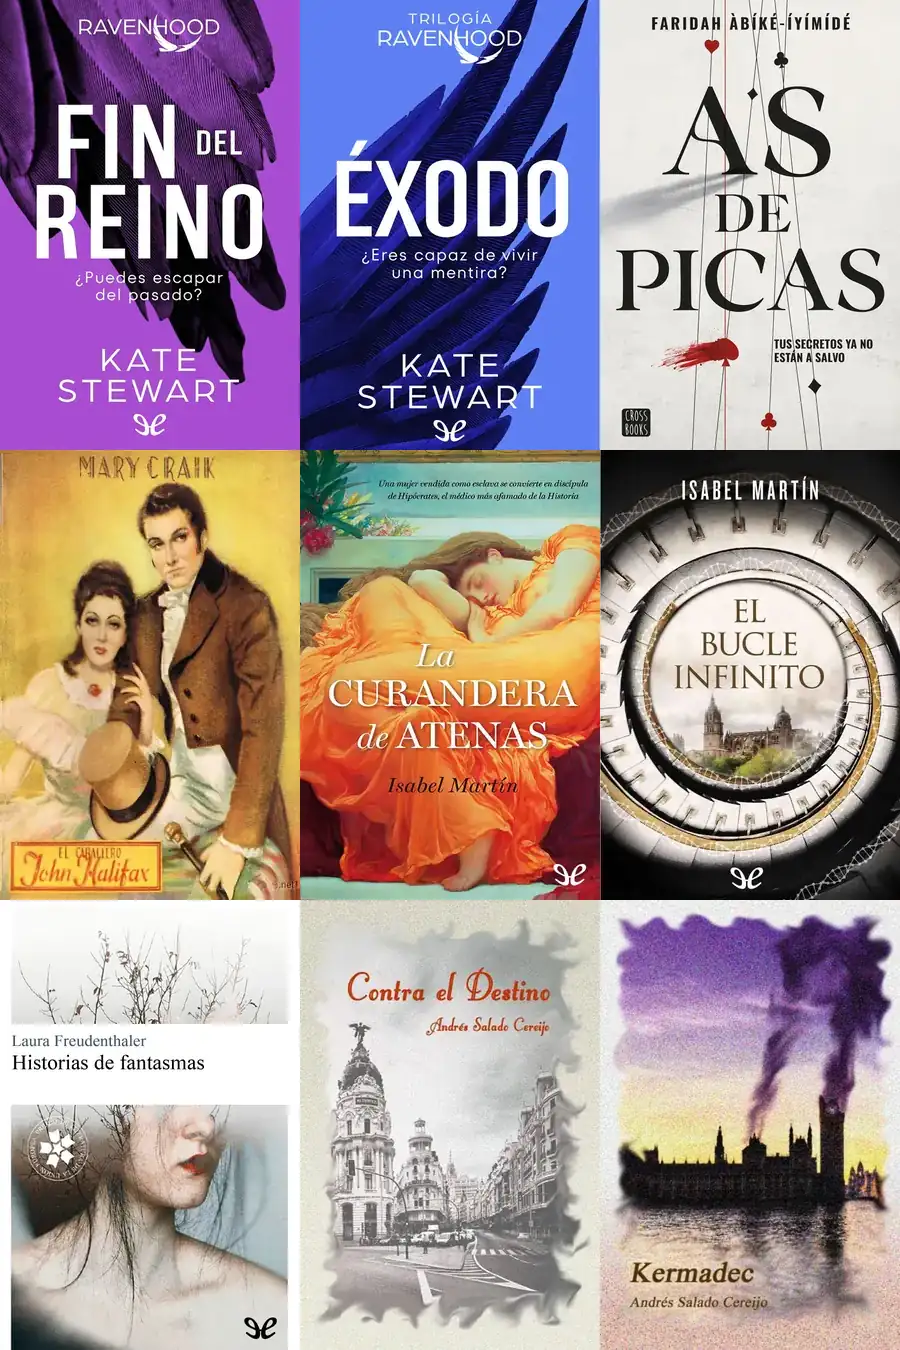 RAVENHOOD
FIN DEL
REINO
¿Puedes escapar
del pasado?
KATE
STEWART
TRILOGÍA
RAVENHOOD
ÉXODO
¿Eres capaz de vivir
una mentira?
KATE
STEWART
FARIDAH ÀBÍKÉ-ÍYÍMÍDÉ
AS
DE
PICAS
TUS SECRETOS YA NO
ESTÁN A SALVO
CROSS
BOOKS
MARY CRAIK
EL CABALLERO
John Halifax
Una mujer vendida como esclava se convierte en discípula
de Hipócrates, el médico más afamado de la Historia
La
CURANDERA
de ATENAS
Isabel Martín
ISABEL MARTÍN
EL
BUCLE
INFINITO
Laura Freudenthaler
Historias de fantasmas
Contra el Destino
Andrés Salado Cereijo
Kermadec
Andrés Salado Cereijo